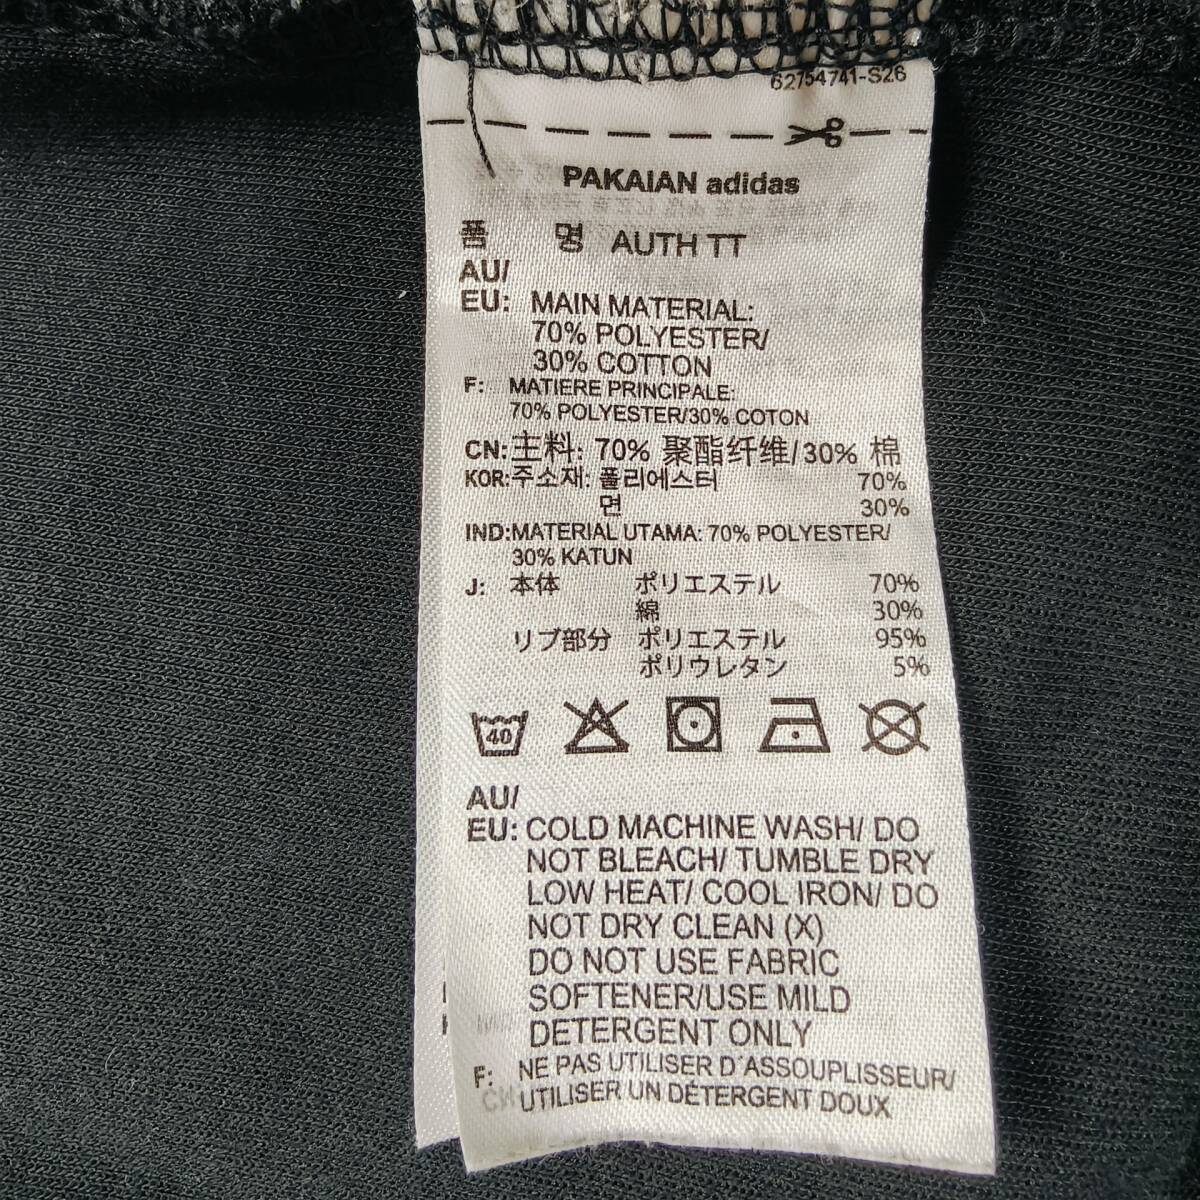 62754741-S26
PAKAIAN adidas
품 명 AUTH TT
AU/
EU: MAIN MATERIAL:
70% POLYESTER/
30% COTTON
F: MATIERE PRINCIPALE:
70% POLYESTER/30% COTON
CN:主料: 70% 聚酯纤维/30% 棉
KOR:주소재: 폴리에스터 70%
면 30%
IND:MATERIAL UTAMA: 70% POLYESTER/
30% KATUN
J: 本体 ポリエステル 70%
綿 30%
リブ部分 ポリエステル 95%
ポリウレタン 5%
40
AU/
EU: COLD MACHINE WASH/ DO
NOT BLEACH/ TUMBLE DRY
LOW HEAT/ COOL IRON/ DO
NOT DRY CLEAN (X)
DO NOT USE FABRIC
SOFTENER/USE MILD
DETERGENT ONLY
F: NE PAS UTILISER D'ASSOUPLISSEUR/
UTILISER UN DÉTERGENT DOUX